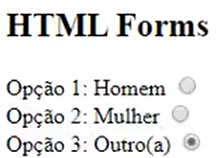 HTML Forms
Opção 1: Homem
Opção 2: Mulher
Opção 3: Outro(a)